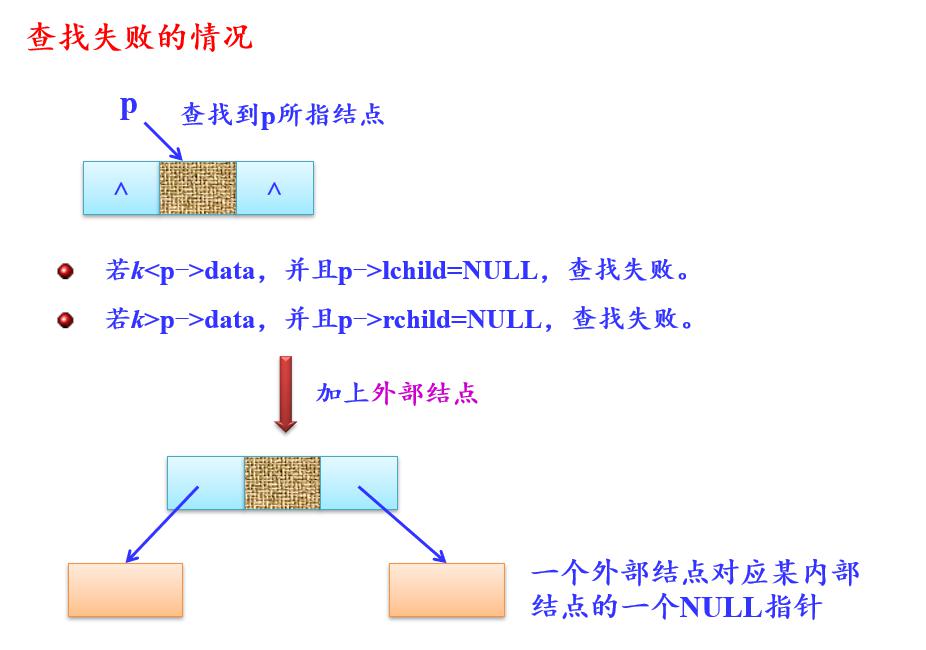 查找失败的情况
p
查找到p所指结点
∧ ∧
若k<p->data，并且p->lchild=NULL，查找失败。
若k>p->data，并且p->rchild=NULL，查找失败。
加上外部结点
一个外部结点对应某内部
结点的一个NULL指针